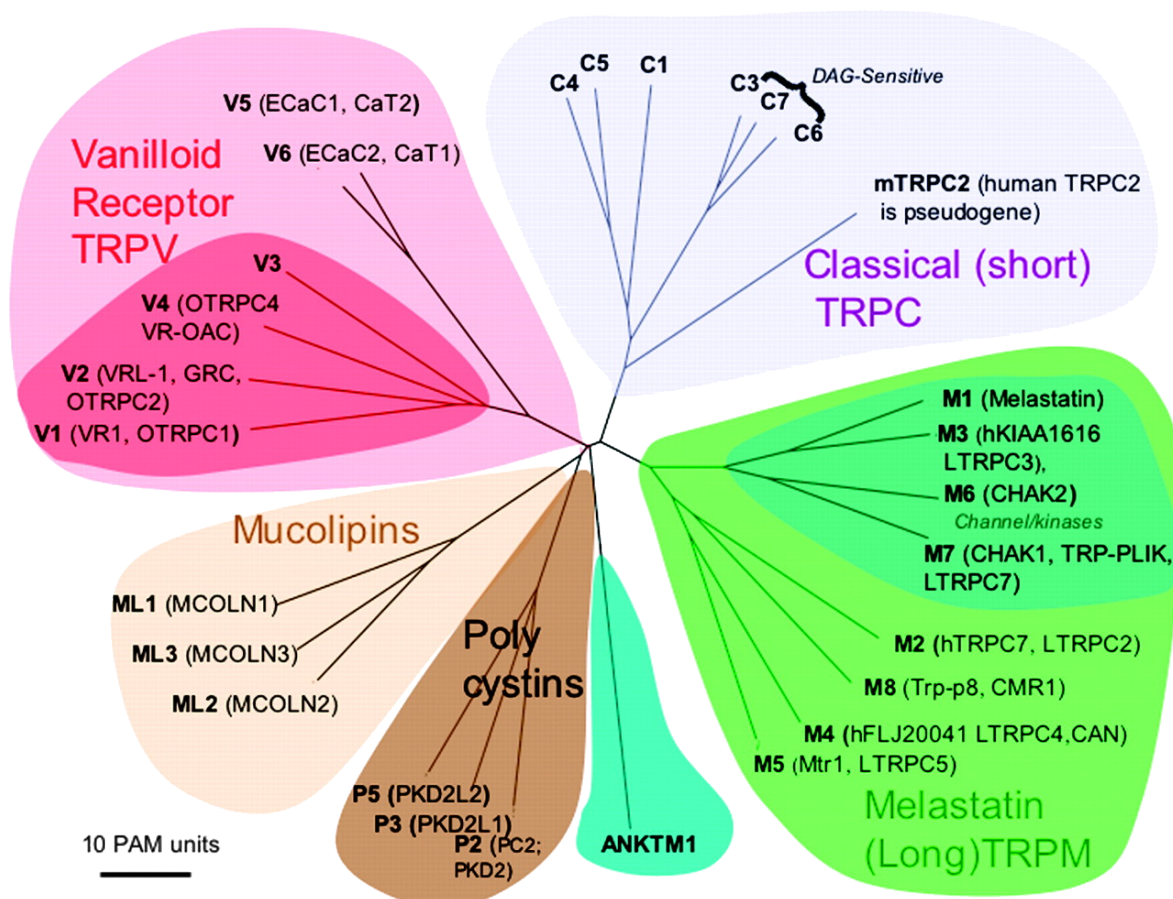 V5 (ECaC1, CaT2)
V6 (ECaC2, CaT1)
Vanilloid
Receptor
TRPV
V3
V4 (OTRPC4
VR-OAC)
V2 (VRL-1, GRC,
OTRPC2)
V1 (VR1, OTRPC1)
C4
C5
C1
C3
C7
C6
DAG-Sensitive
mTRPC2 (human TRPC2
is pseudogene)
Classical (short)
TRPC
M1 (Melastatin)
M3 (hKIAA1616
LTRPC3),
M6 (CHAK2)
Channel/kinases
M7 (CHAK1, TRP-PLIK,
LTRPC7)
M2 (hTRPC7, LTRPC2)
M8 (Trp-p8, CMR1)
M4 (hFLJ20041 LTRPC4,CAN)
M5 (Mtr1, LTRPC5)
Melastatin
(Long)TRPM
Mucolipins
ML1 (MCOLN1)
ML3 (MCOLN3)
ML2 (MCOLN2)
Poly
cystins
P5 (PKD2L2)
P3 (PKD2L1)
P2 (PC2;
PKD2)
ANKTM1
10 PAM units